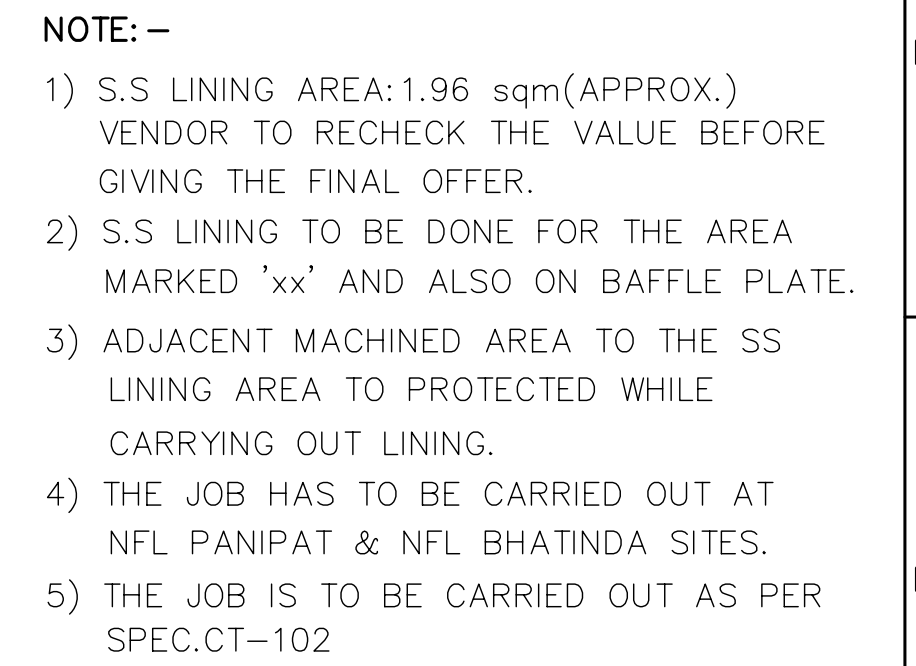 NOTE: –
1) S.S LINING AREA:1.96 sqm(APPROX.)
VENDOR TO RECHECK THE VALUE BEFORE
GIVING THE FINAL OFFER.
2) S.S LINING TO BE DONE FOR THE AREA
MARKED 'xx' AND ALSO ON BAFFLE PLATE.
3) ADJACENT MACHINED AREA TO THE SS
LINING AREA TO PROTECTED WHILE
CARRYING OUT LINING.
4) THE JOB HAS TO BE CARRIED OUT AT
NFL PANIPAT & NFL BHATINDA SITES.
5) THE JOB IS TO BE CARRIED OUT AS PER
SPEC.CT–102